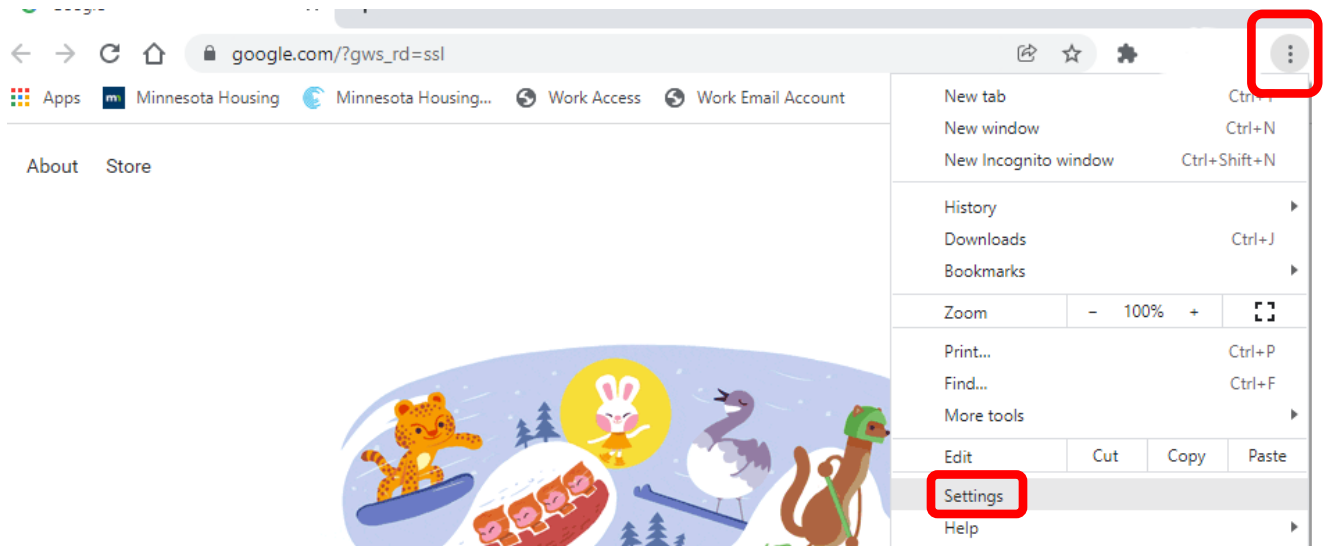 google.com/?gws_rd=ssl
Apps Minnesota Housing Minnesota Housing... Work Access Work Email Account
About Store
New tab
New window Ctrl+N
New Incognito window Ctrl+Shift+N
History
Downloads Ctrl+J
Bookmarks
Zoom - 100% +
Print... Ctrl+P
Find... Ctrl+F
More tools
Edit Cut Copy Paste
Settings
Help